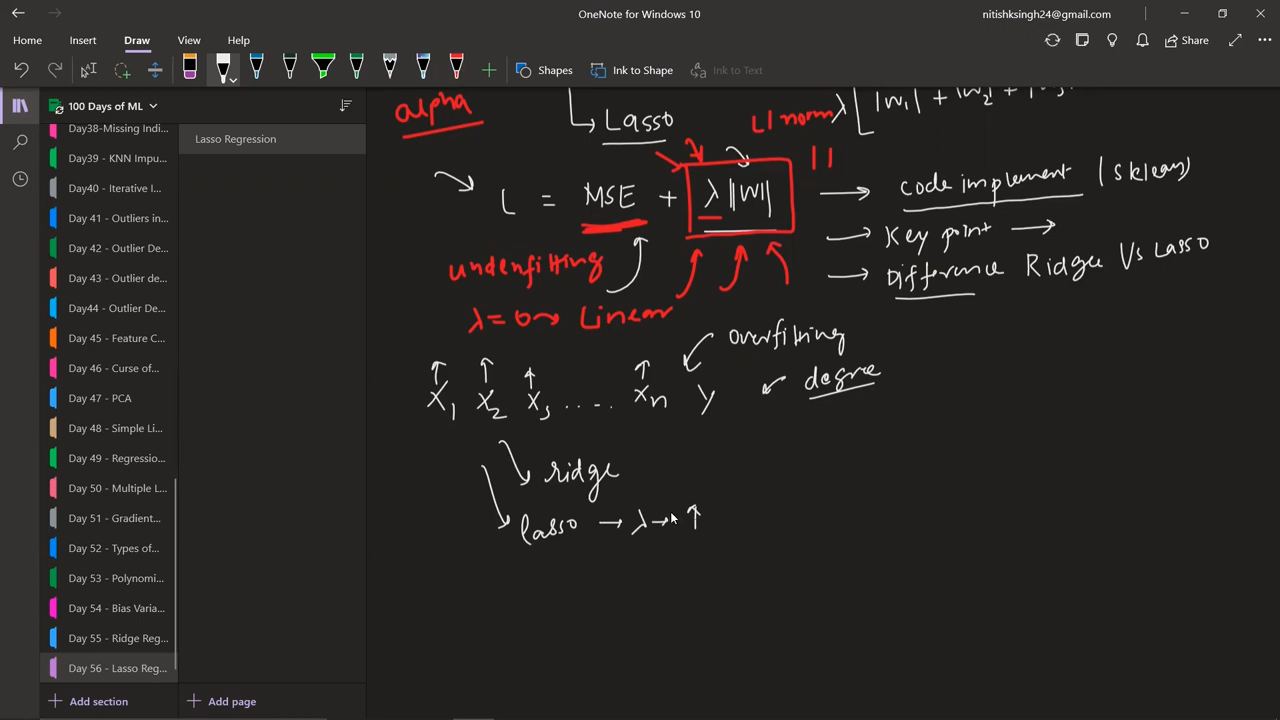 OneNote for Windows 10
nitishksingh24@gmail.com
Home Insert Draw View Help
Share
Shapes
Ink to Shape
Ink to Text
100 Days of ML
Day38-Missing Indi...
Day39 - KNN Impu...
Day40 - Iterative I...
Day 41 - Outliers in...
Day 42 - Outlier De...
Day 43 - Outlier de...
Day44 - Outlier De...
Day 45 - Feature C...
Day 46 - Curse of...
Day 47 - PCA
Day 48 - Simple Li...
Day 49 - Regressio...
Day 50 - Multiple L...
Day 51 - Gradient...
Day 52 - Types of...
Day 53 - Polynomi...
Day 54 - Bias Varia...
Day 55 - Ridge Reg...
Day 56 - Lasso Reg...
Add section
Lasso Regression
Add page
alpha
Lasso
L1 norm
λ[|W1| + |W2| +
L = MSE + λ||W||
||
→ Code implement (Sklearn)
→ Key point →
→ Difference Ridge Vs Lasso
underfitting
λ = 0 → Linear
overfitting
X1 X2 X3 ..... Xn Y
degree
ridge
lasso → λ → ↑